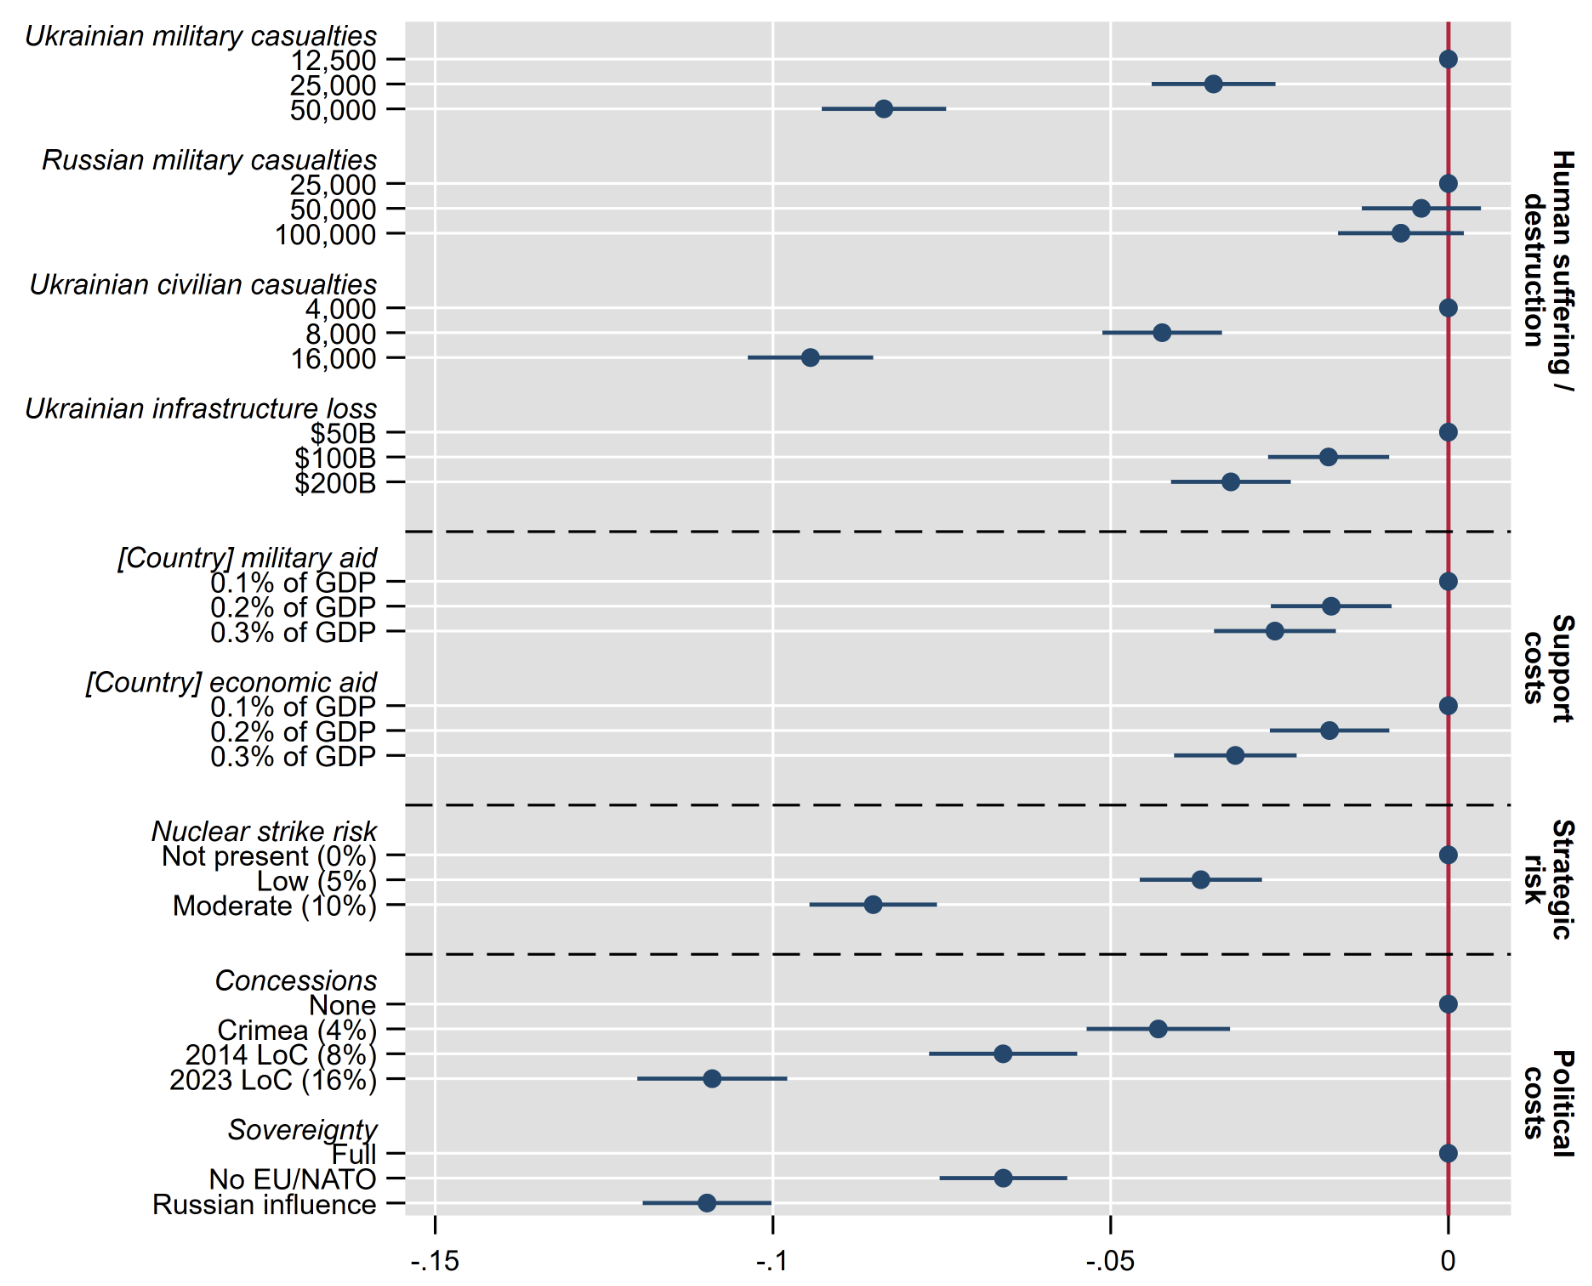 Ukrainian military casualties
12,500
25,000
50,000
Russian military casualties
25,000
50,000
100,000
Ukrainian civilian casualties
4,000
8,000
16,000
Ukrainian infrastructure loss
$50B
$100B
$200B
[Country] military aid
0.1% of GDP
0.2% of GDP
0.3% of GDP
[Country] economic aid
0.1% of GDP
0.2% of GDP
0.3% of GDP
Nuclear strike risk
Not present (0%)
Low (5%)
Moderate (10%)
Concessions
None
Crimea (4%)
2014 LoC (8%)
2023 LoC (16%)
Sovereignty
Full
No EU/NATO
Russian influence
Human suffering /
destruction
Support
costs
Strategic
risk
Political
costs
-.15
-.1
-.05
0